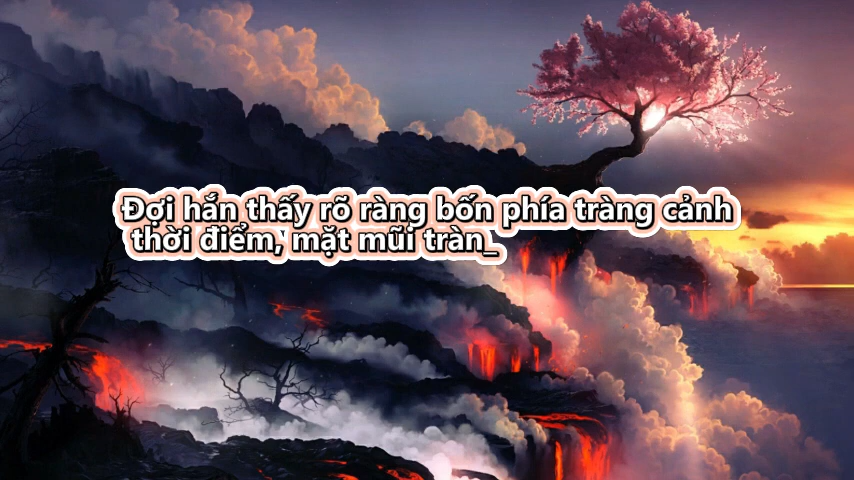 Đợi hắn thấy rõ ràng bốn phía tràng cảnh
thời điểm, mặt mũi tràn_